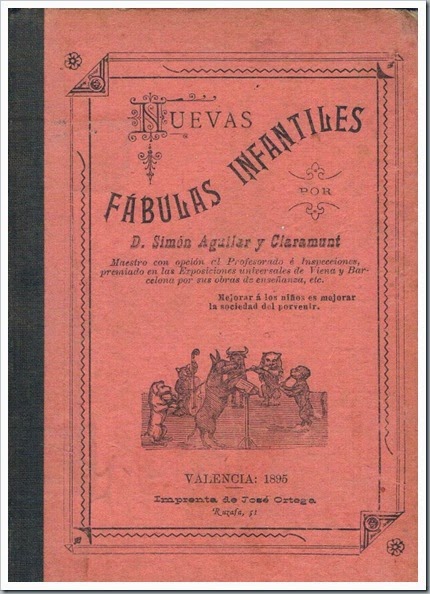 NUEVAS
FÁBULAS INFANTILES
POR
D. Simón Aguilar y Claramunt
Maestro con opción al Profesorado é Inspecciones,
premiado en las Exposiciones universales de Viena y Bar-
celona por sus obras de enseñanza, etc.
Mejorar á los niños es mejorar
la sociedad del porvenir.
VALENCIA: 1895
Imprenta de José Ortega
Ruzafa, 51